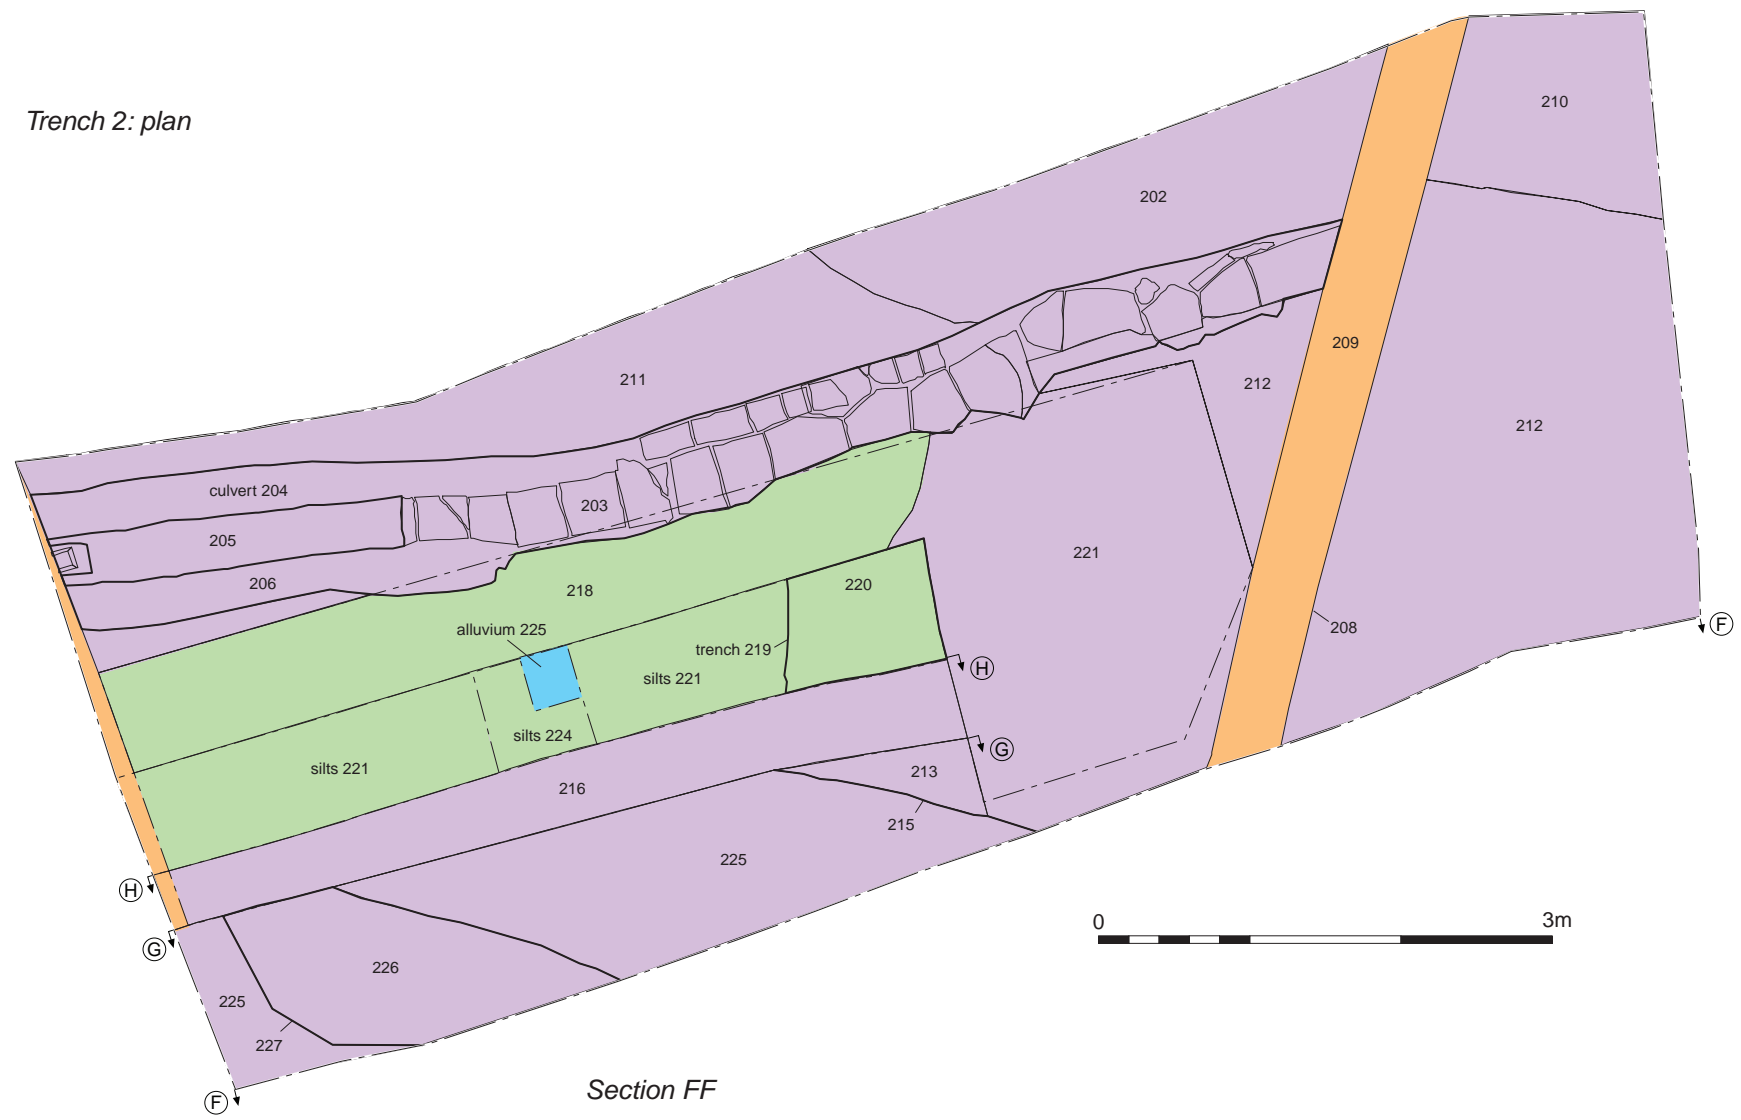 Trench 2: plan
210
202
209
211
212
212
culvert 204
203
205
221
206
218
220
alluvium 225
208
F
trench 219
H
silts 221
silts 224
G
silts 221
213
216
215
225
H
0 3m
G
226
225
227
Section FF
F